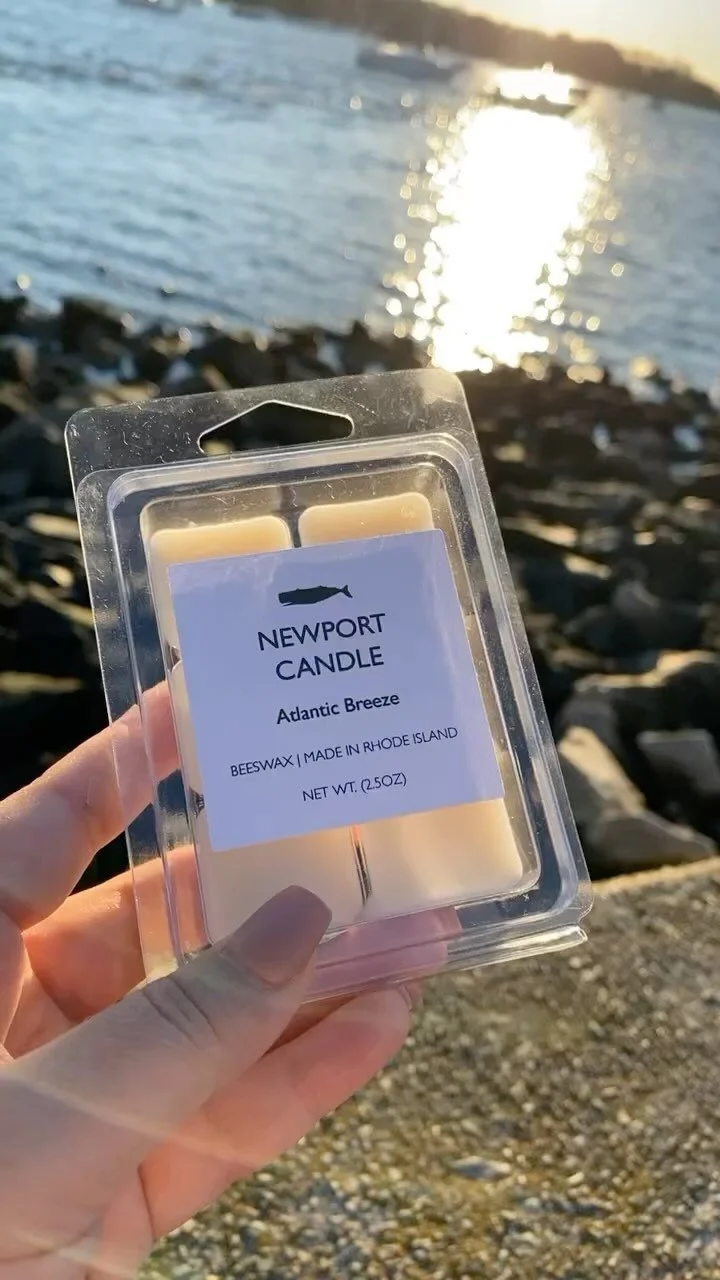 NEWPORT
CANDLE
Atlantic Breeze
BEESWAX | MADE IN RHODE ISLAND
NET WT. (2.5OZ)